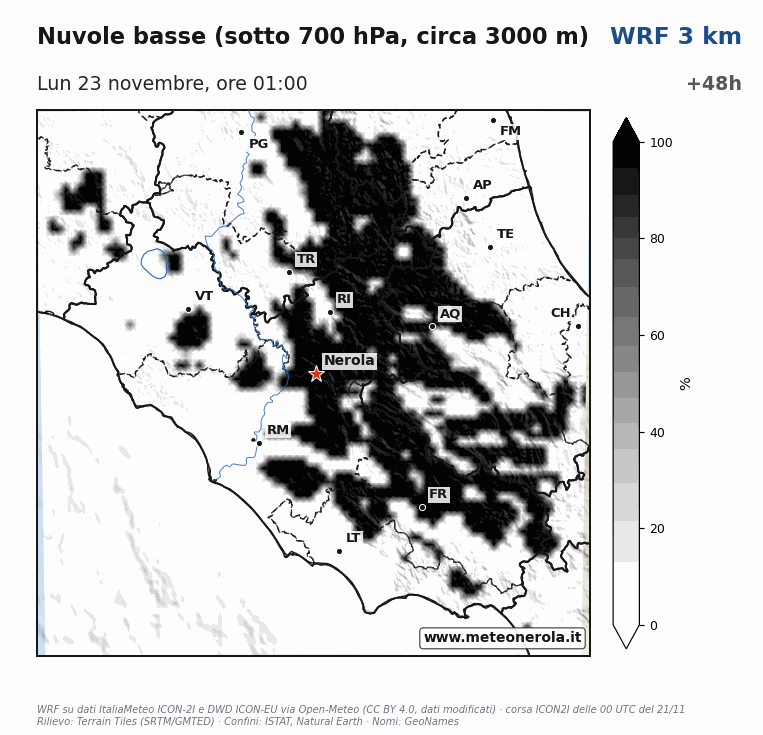 Nuvole basse (sotto 700 hPa, circa 3000 m) WRF 3 km
Lun 23 novembre, ore 01:00 +48h
FM
PG
AP
TE
TR
VT
RI
AQ
CH
Nerola
RM
FR
LT
www.meteonerola.it
100
80
60
40
20
0
%
WRF su dati ItaliaMeteo ICON-2I e DWD ICON-EU via Open-Meteo (CC BY 4.0, dati modificati) · corsa ICON2I delle 00 UTC del 21/11
Rilievo: Terrain Tiles (SRTM/GMTED) · Confini: ISTAT, Natural Earth · Nomi: GeoNames